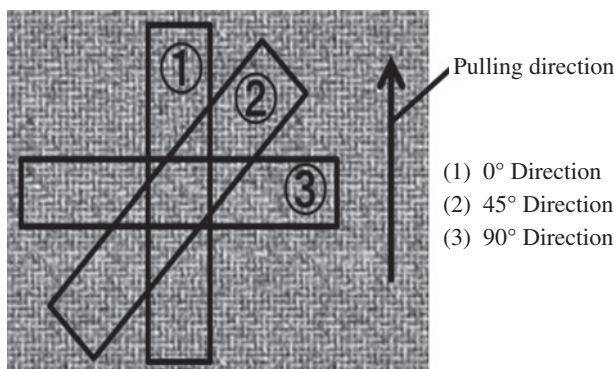 ①
②
③
Pulling direction
(1) 0° Direction
(2) 45° Direction
(3) 90° Direction